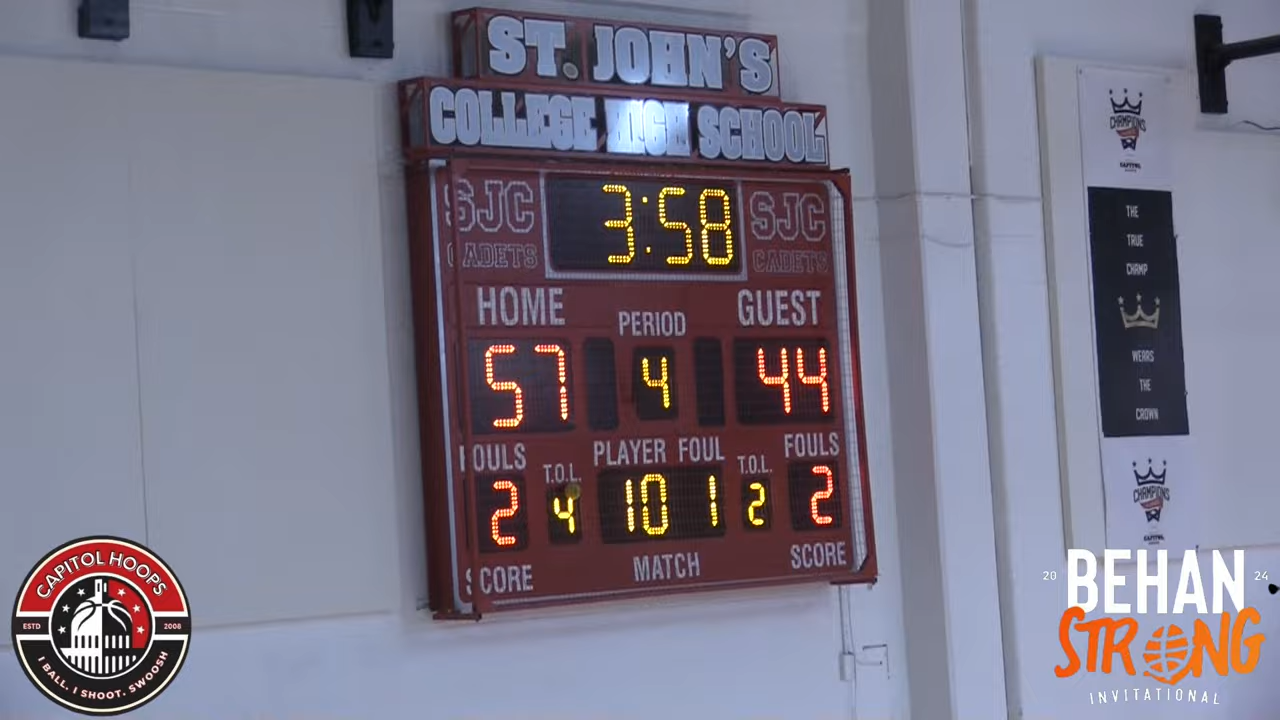 ST. JOHN'S
COLLEGE HIGH SCHOOL
SJC 3:58 SJC
CADETS CADETS
HOME PERIOD GUEST
57 4 44
FOULS PLAYER FOUL FOULS
T.O.L. T.O.L.
2 4 10 1 2 2
SCORE MATCH SCORE
CHAMPIONS
CAPITOL
THE
TRUE
CHAMP
WEARS
THE
CROWN
CHAMPIONS
CAPITOL HOOPS
ESTD 2008
I BALL. I SHOOT. SWOOSH
20 BEHAN 24
STRONG
INVITATIONAL